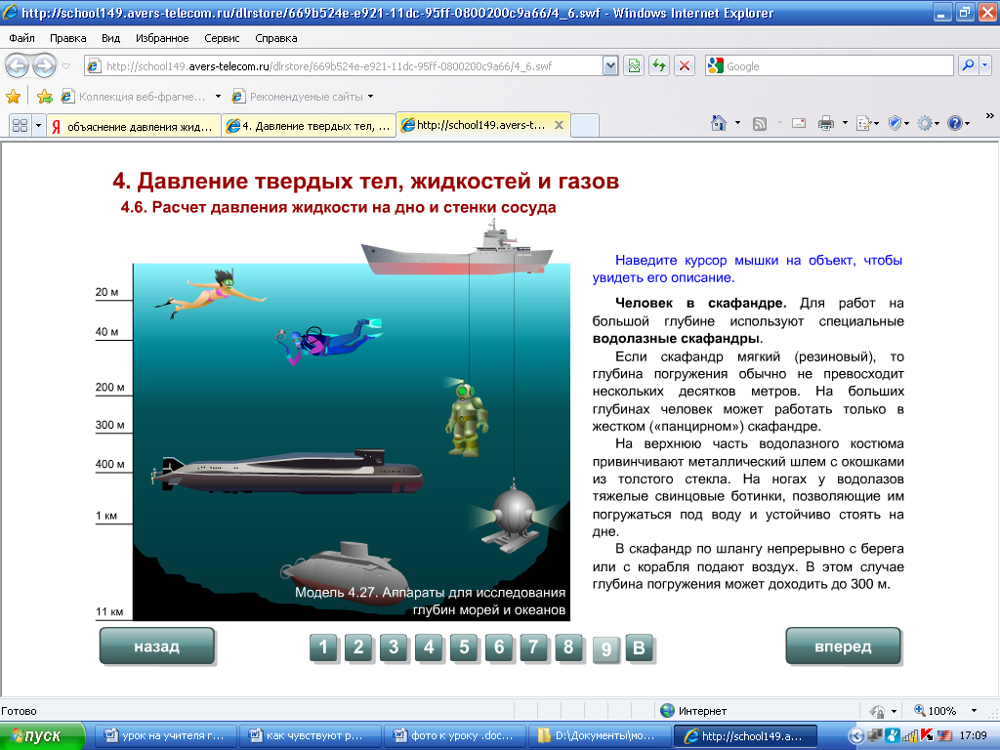 http://school149.avers-telecom.ru/dlrstore/669b524e-e921-11dc-95ff-0800200c9a66/4_6.swf - Windows Internet Explorer
Файл Правка Вид Избранное Сервис Справка
http://school149.avers-telecom.ru/dlrstore/669b524e-e921-11dc-95ff-0800200c9a66/4_6.swf
Google
Коллекция веб-фрагме...
Рекомендуемые сайты
Я объяснение давления жид...
4. Давление твердых тел, ...
http://school149.avers-t...
»
4. Давление твердых тел, жидкостей и газов
4.6. Расчет давления жидкости на дно и стенки сосуда
20 м
40 м
200 м
300 м
400 м
1 км
11 км
Модель 4.27. Аппараты для исследования
глубин морей и океанов
Наведите курсор мышки на объект, чтобы
увидеть его описание.
Человек в скафандре. Для работ на
большой глубине используют специальные
водолазные скафандры.
Если скафандр мягкий (резиновый), то
глубина погружения обычно не превосходит
нескольких десятков метров. На больших
глубинах человек может работать только в
жестком («панцирном») скафандре.
На верхнюю часть водолазного костюма
привинчивают металлический шлем с окошками
из толстого стекла. На ногах у водолазов
тяжелые свинцовые ботинки, позволяющие им
погружаться под воду и устойчиво стоять на
дне.
В скафандр по шлангу непрерывно с берега
или с корабля подают воздух. В этом случае
глубина погружения может доходить до 300 м.
назад
1 2 3 4 5 6 7 8 9 В
вперед
Готово
Интернет
100%
пуск
урок на учителя г...
как чувствуют р...
фото к уроку .doc...
D:\Документы\мо...
http://school149.a...
17:09